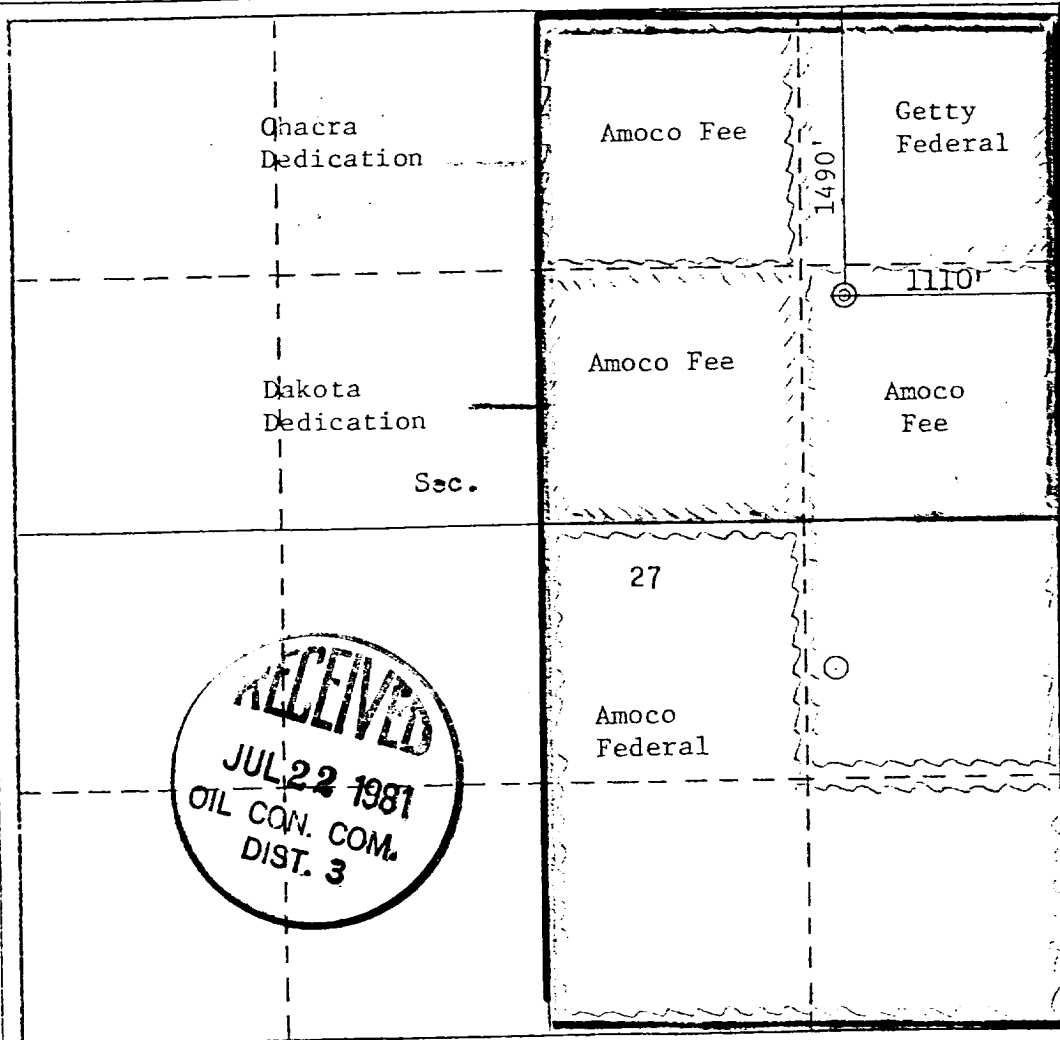 Chacra
Dedication
Amoco Fee
Getty
Federal
1490'
1110'
Amoco Fee
Dakota
Dedication
Amoco
Fee
Sec.
27
Amoco
Federal
RECEIVED
JUL 22 1981
OIL CON. COM.
DIST. 3